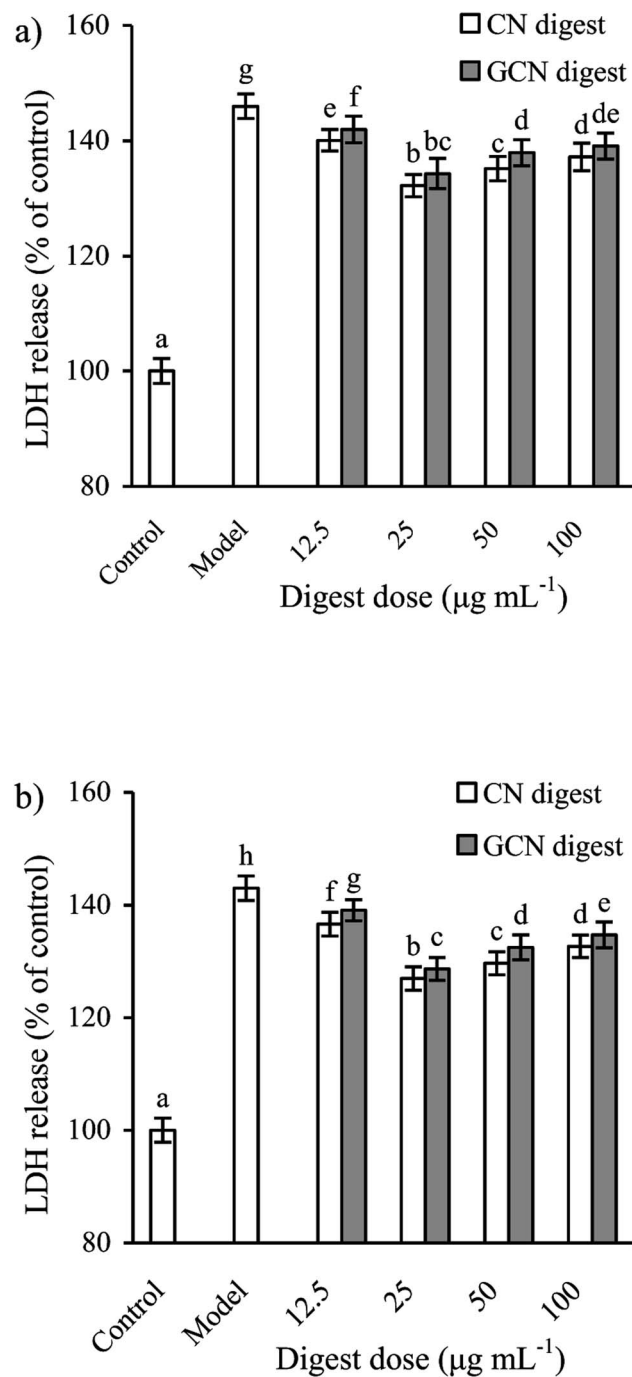 a)
CN digest
GCN digest
LDH release (% of control)
160
140
120
100
80
a
g
e
f
b
bc
c
d
d
de
Control
Model
12.5
25
50
100
Digest dose (μg mL⁻¹)
b)
CN digest
GCN digest
LDH release (% of control)
160
140
120
100
80
a
h
f
g
b
c
c
d
d
e
Control
Model
12.5
25
50
100
Digest dose (μg mL⁻¹)